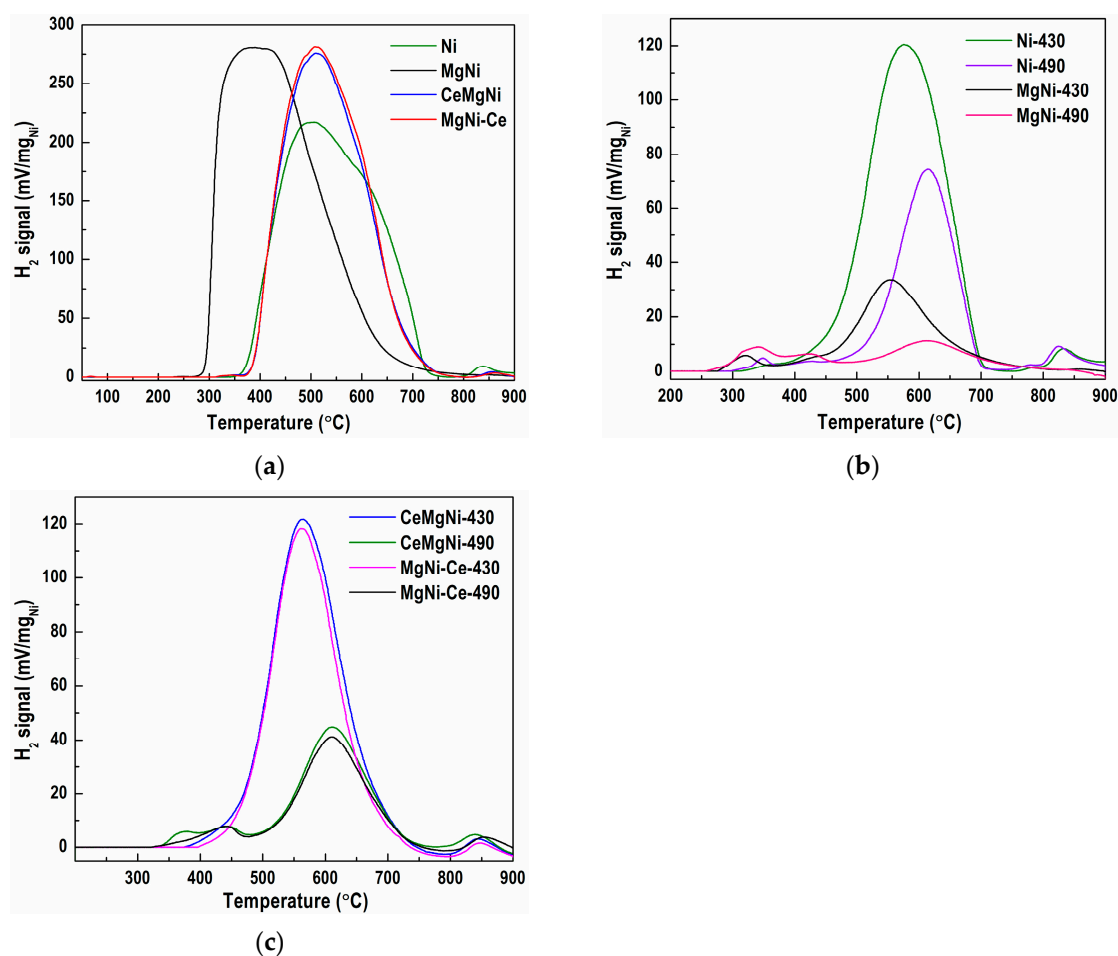 300
250
200
150
100
50
0
H2 signal (mV/mgNi)
Ni
MgNi
CeMgNi
MgNi-Ce
100 200 300 400 500 600 700 800 900
Temperature (°C)
(a)
120
100
80
60
40
20
0
H2 signal (mV/mgNi)
Ni-430
Ni-490
MgNi-430
MgNi-490
200 300 400 500 600 700 800 900
Temperature (°C)
(b)
120
100
80
60
40
20
0
H2 signal (mV/mgNi)
CeMgNi-430
CeMgNi-490
MgNi-Ce-430
MgNi-Ce-490
300 400 500 600 700 800 900
Temperature (°C)
(c)